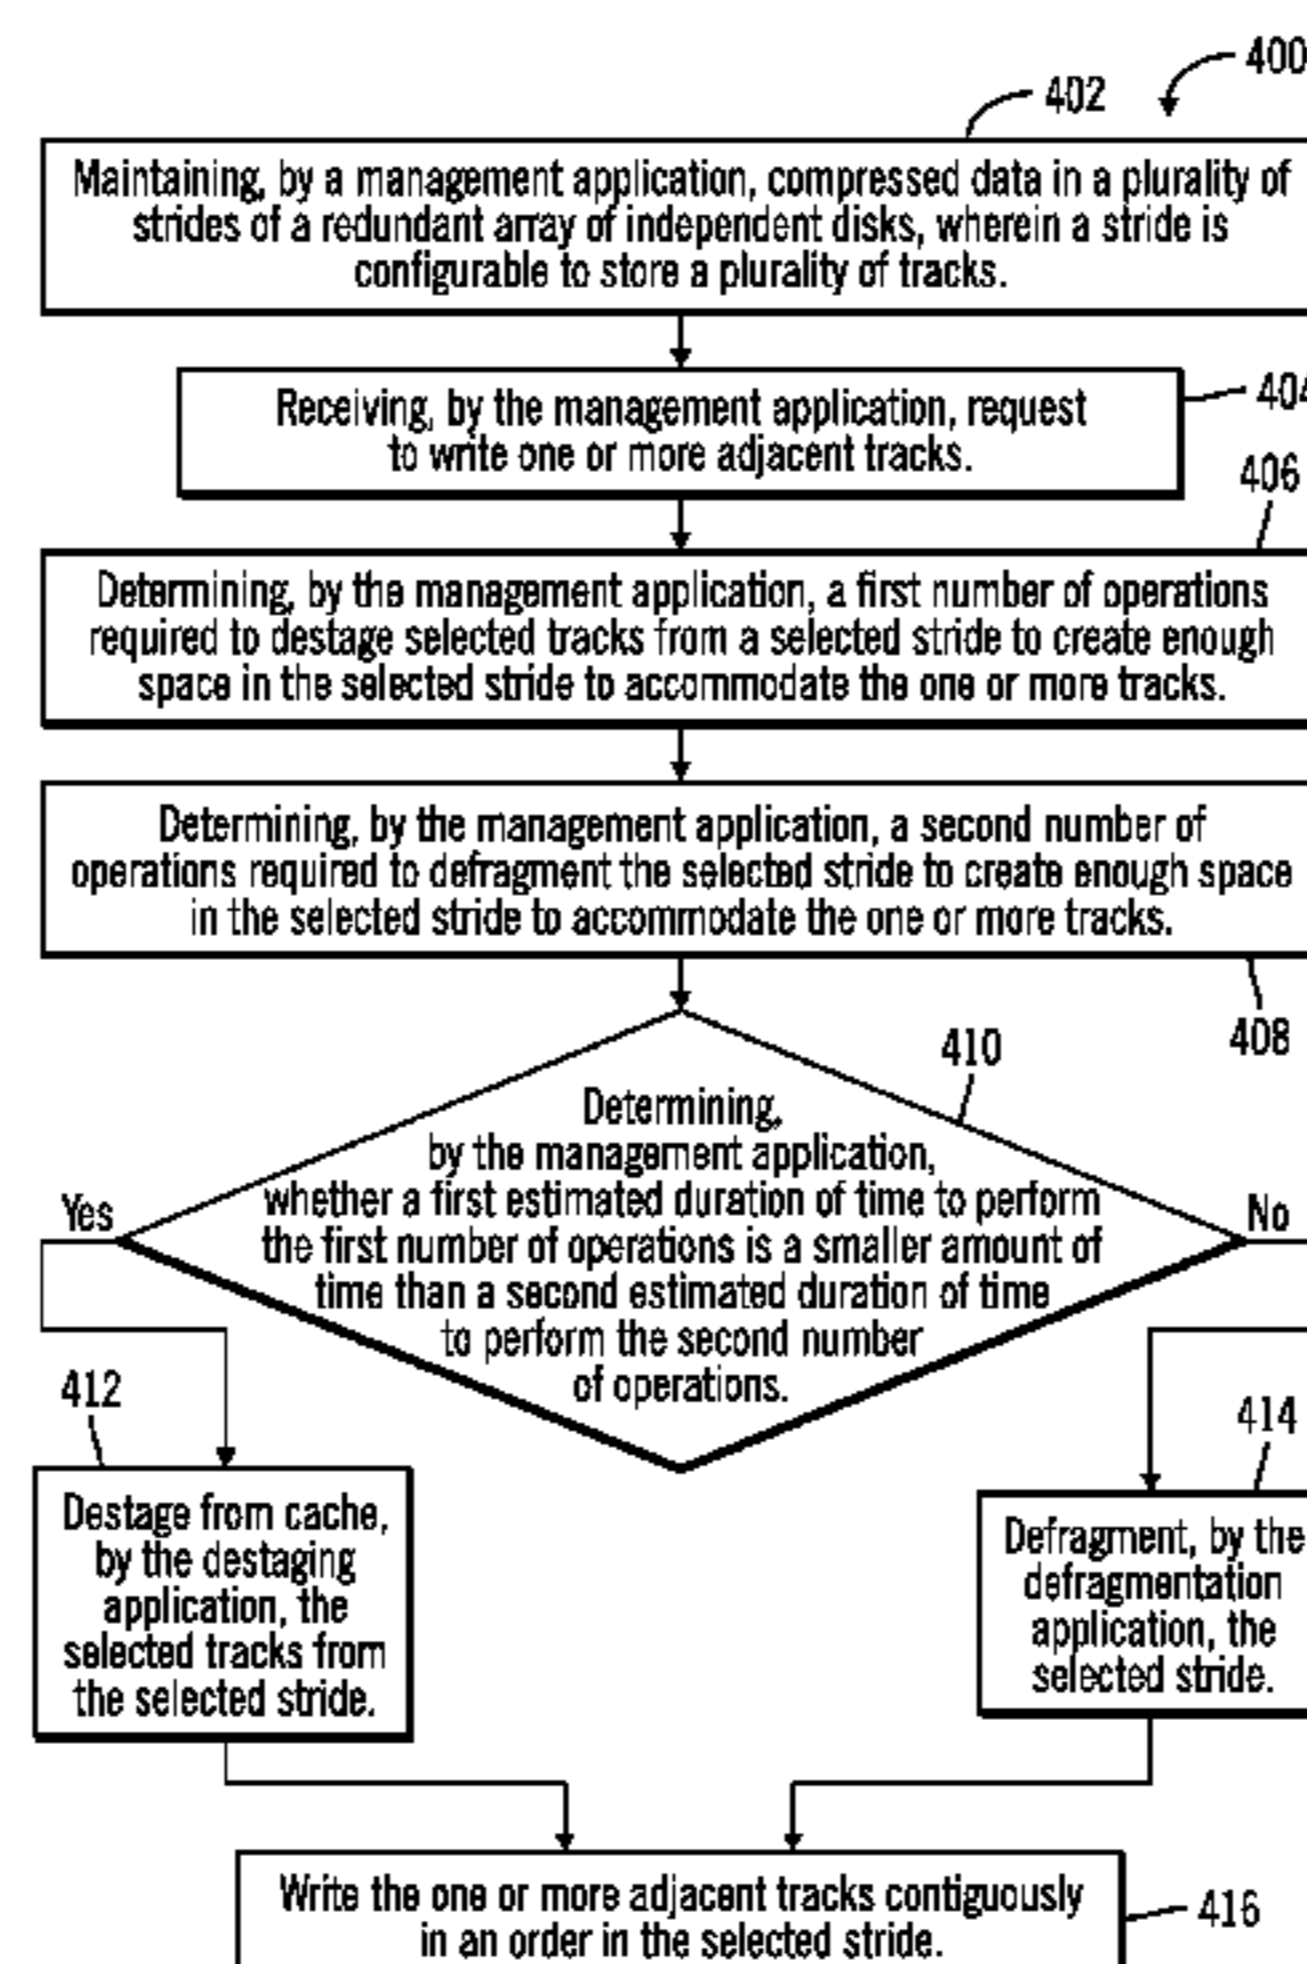 400
402
Maintaining, by a management application, compressed data in a plurality of
strides of a redundant array of independent disks, wherein a stride is
configurable to store a plurality of tracks.
Receiving, by the management application, request
to write one or more adjacent tracks.
404
406
Determining, by the management application, a first number of operations
required to destage selected tracks from a selected stride to create enough
space in the selected stride to accommodate the one or more tracks.
Determining, by the management application, a second number of
operations required to defragment the selected stride to create enough space
in the selected stride to accommodate the one or more tracks.
408
410
Determining,
by the management application,
whether a first estimated duration of time to perform
the first number of operations is a smaller amount of
time than a second estimated duration of time
to perform the second number
of operations.
Yes
No
412
Destage from cache,
by the destaging
application, the
selected tracks from
the selected stride.
414
Defragment, by the
defragmentation
application, the
selected stride.
Write the one or more adjacent tracks contiguously
in an order in the selected stride.
416